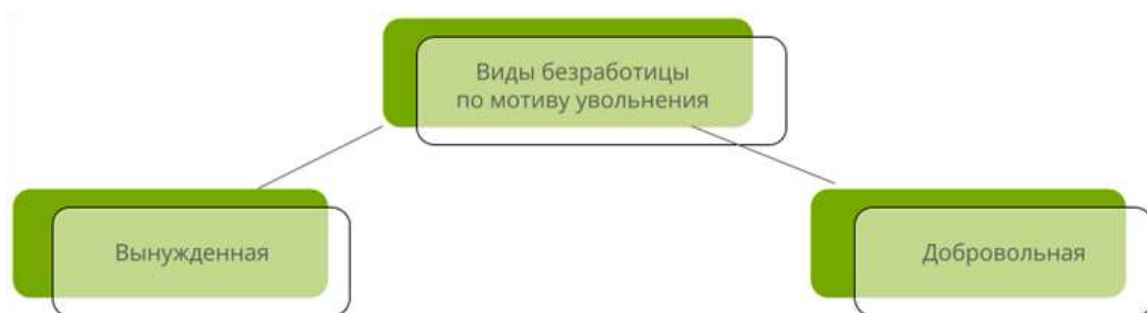 Виды безработицы
по мотиву увольнения
Вынужденная
Добровольная